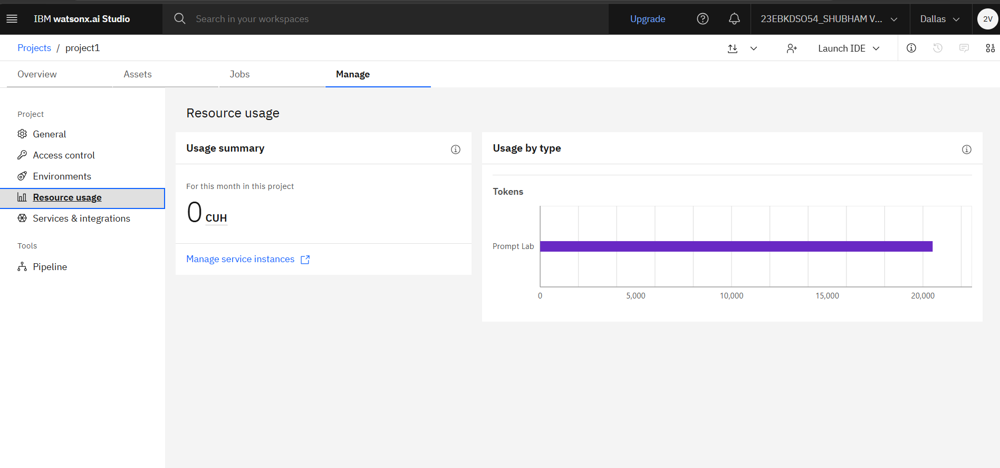 IBM watsonx.ai Studio
Search in your workspaces
Upgrade
23EBKDSO54_SHUBHAM V...
Dallas
2V
Projects / project1
Launch IDE
Overview
Assets
Jobs
Manage
Project
General
Access control
Environments
Resource usage
Services & integrations
Tools
Pipeline
Resource usage
Usage summary
For this month in this project
0 CUH
Manage service instances
Usage by type
Tokens
Prompt Lab
0 5,000 10,000 15,000 20,000